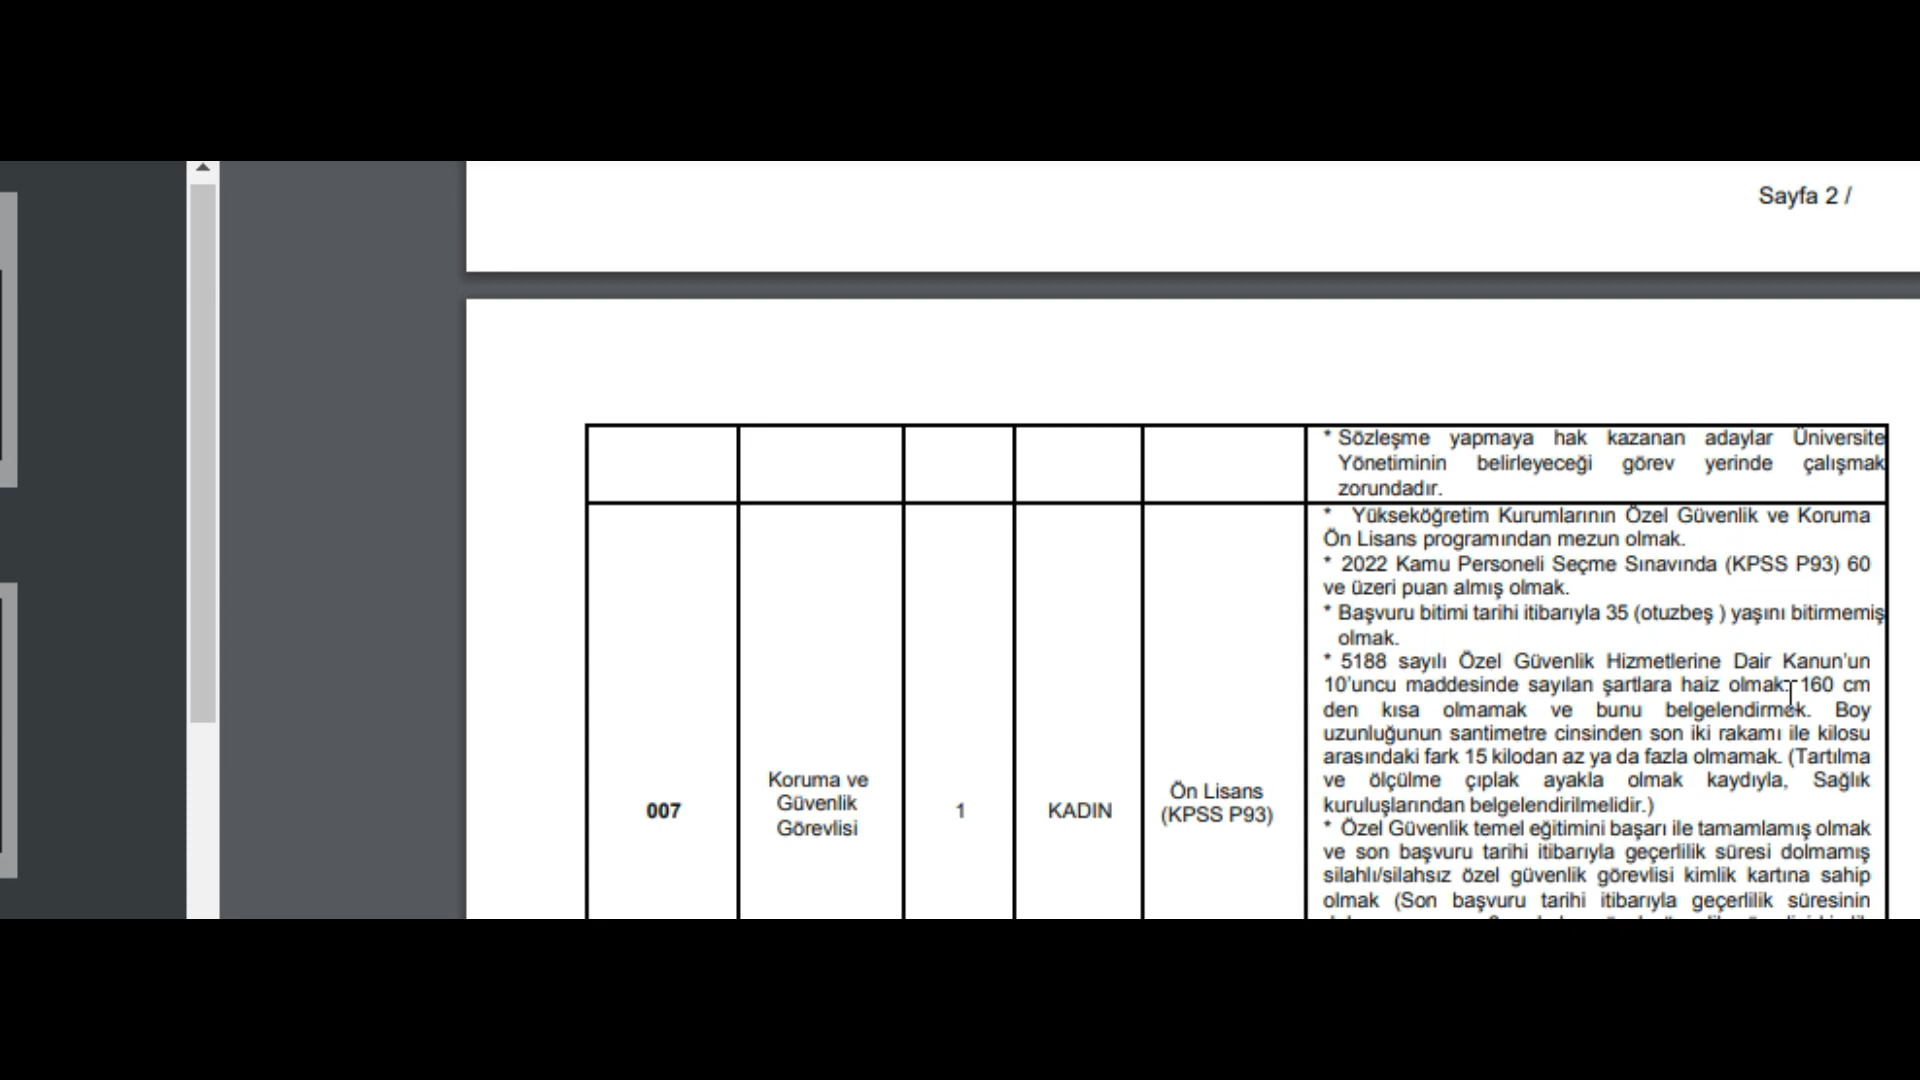 Sayfa 2 /
* Sözleşme yapmaya hak kazanan adaylar Üniversite
Yönetiminin belirleyeceği görev yerinde çalışmak
zorundadır.
007
Koruma ve
Güvenlik
Görevlisi
1
KADIN
Ön Lisans
(KPSS P93)
* Yükseköğretim Kurumlarının Özel Güvenlik ve Koruma
Ön Lisans programından mezun olmak.
* 2022 Kamu Personeli Seçme Sınavında (KPSS P93) 60
ve üzeri puan almış olmak.
* Başvuru bitimi tarihi itibarıyla 35 (otuzbeş ) yaşını bitirmemiş
olmak.
* 5188 sayılı Özel Güvenlik Hizmetlerine Dair Kanun'un
10'uncu maddesinde sayılan şartlara haiz olmak. 160 cm
den kısa olmamak ve bunu belgelendirmek. Boy
uzunluğunun santimetre cinsinden son iki rakamı ile kilosu
arasındaki fark 15 kilodan az ya da fazla olmamak. (Tartılma
ve ölçülme çıplak ayakla olmak kaydıyla, Sağlık
kuruluşlarından belgelendirilmelidir.)
* Özel Güvenlik temel eğitimini başarı ile tamamlamış olmak
ve son başvuru tarihi itibarıyla geçerlilik süresi dolmamış
silahlı/silahsız özel güvenlik görevlisi kimlik kartına sahip
olmak (Son başvuru tarihi itibarıyla geçerlilik süresinin